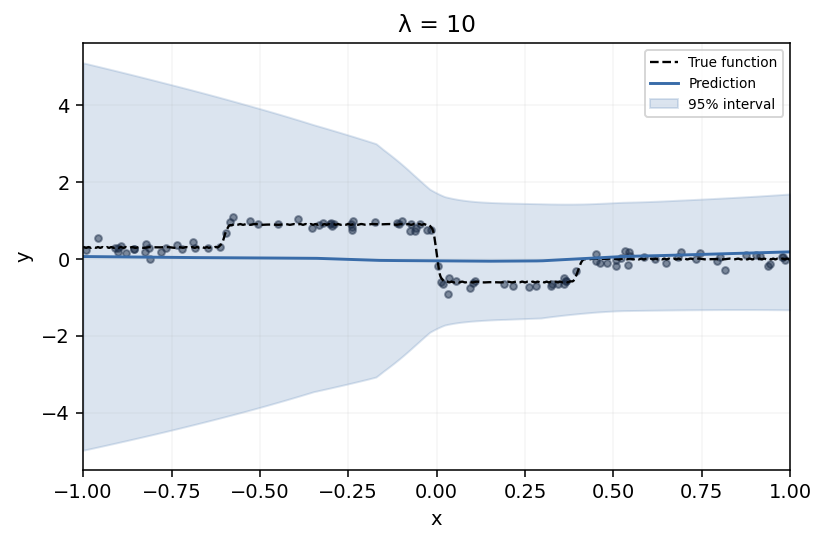 λ = 10
True function
Prediction
95% interval
y
4
2
0
−2
−4
−1.00 −0.75 −0.50 −0.25 0.00 0.25 0.50 0.75 1.00
x